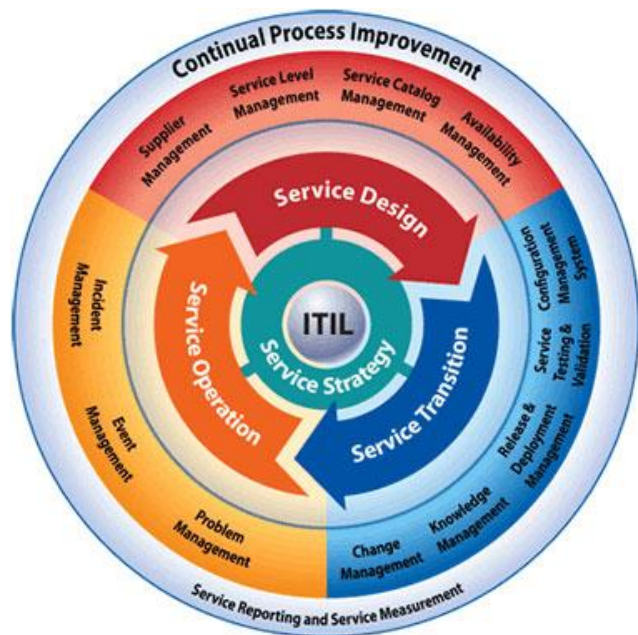 Continual Process Improvement
Supplier
Management
Service Level
Management
Service Catalog
Management
Availability
Management
Configuration
Management
System
Service
Testing &
Validation
Release &
Deployment
Management
Knowledge
Management
Change
Management
Problem
Management
Event
Management
Incident
Management
Service Design
Service Transition
Service Operation
Service Strategy
ITIL
Service Reporting and Service Measurement